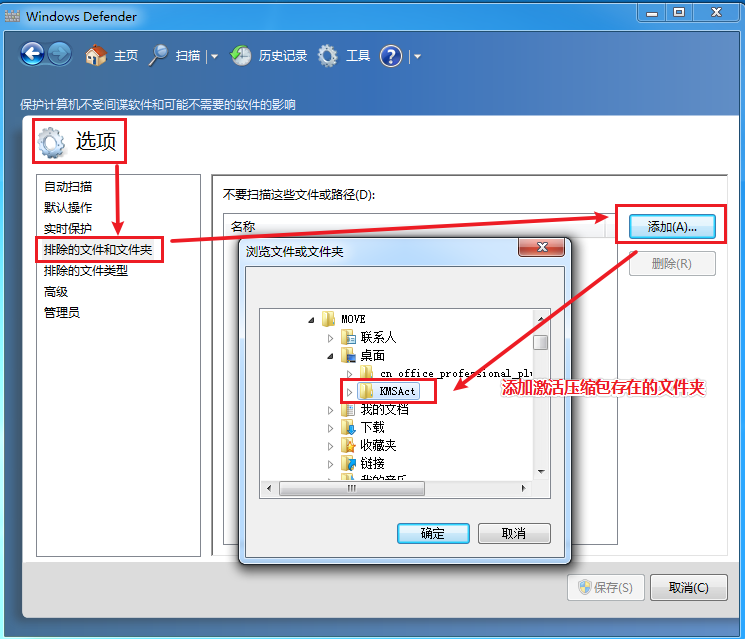 Windows Defender
主页
扫描
历史记录
工具
保护计算机不受间谍软件和可能不需要的软件的影响
选项
自动扫描
默认操作
实时保护
排除的文件和文件夹
排除的文件类型
高级
管理员
不要扫描这些文件或路径(D):
名称
添加(A)...
删除(R)
浏览文件或文件夹
MOVE
联系人
桌面
cn_office_professional_plu
KMSAct
我的文档
下载
收藏夹
链接
我的音乐
确定
取消
添加激活压缩包存在的文件夹
保存(S)
取消(C)